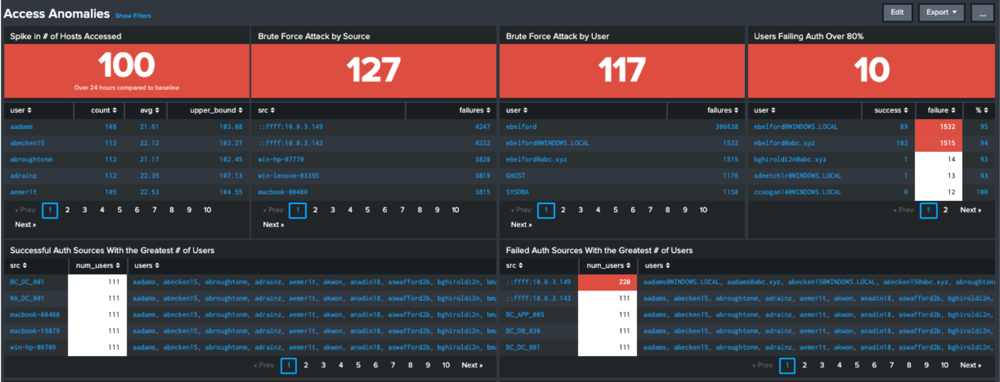 Access Anomalies Show Filters Edit Export ...
Spike in # of Hosts Accessed
100
Over 24 hours compared to baseline
user count avg upper_bound
aadams 108 21.61 103.08
abecken15 112 22.12 103.27
abroughtonm 112 21.17 102.45
adrainz 112 22.35 107.13
aemer1t 105 22.53 104.55
« Prev 1 2 3 4 5 6 7 8 9 10
Next »
Brute Force Attack by Source
127
src failures
::ffff:10.0.3.149 4247
::ffff:10.0.3.143 4232
win-hp-07770 3828
win-lenovo-03355 3819
macbook-00480 3815
« Prev 1 2 3 4 5 6 7 8 9 10
Next »
Brute Force Attack by User
117
user failures
ebelford 306638
ebelford@WINDOWS.LOCAL 1532
ebelford@abc.xyz 1515
GHOST 1176
SYSDBA 1158
« Prev 1 2 3 4 5 6 7 8 9 10
Next »
Users Failing Auth Over 80%
10
user success failure %
ebelford@WINDOWS.LOCAL 89 1532 95
ebelford@abc.xyz 102 1515 94
bghiroldi2n@abc.xyz 1 14 93
sdeetch1r@WINDOWS.LOCAL 1 13 93
ccoogan14@WINDOWS.LOCAL 0 12 100
« Prev 1 2 Next »
Successful Auth Sources With the Greatest # of Users
src num_users users
BC_DC_001 111 aadams, abecken15, abroughtonm, adrainz, aemer1t, akwon, anadin18, aswafford2b, bghiroldi2n, bm
WA_DC_001 111 aadams, abecken15, abroughtonm, adrainz, aemer1t, akwon, anadin18, aswafford2b, bghiroldi2n, bm
macbook-00480 111 aadams, abecken15, abroughtonm, adrainz, aemer1t, akwon, anadin18, aswafford2b, bghiroldi2n, bm
macbook-19879 111 aadams, abecken15, abroughtonm, adrainz, aemer1t, akwon, anadin18, aswafford2b, bghiroldi2n, bm
win-hp-00709 111 aadams, abecken15, abroughtonm, adrainz, aemer1t, akwon, anadin18, aswafford2b, bghiroldi2n, bm
« Prev 1 2 3 4 5 6 7 8 9 10 Next »
Failed Auth Sources With the Greatest # of Users
src num_users users
::ffff:10.0.3.149 220 aadams@WINDOWS.LOCAL, aadams@abc.xyz, abecken15@WINDOWS.LOCAL, abecken15@abc.xyz, abroughton
::ffff:10.0.3.143 111 aadams, abecken15, abroughtonm, adrainz, aemer1t, akwon, anadin18, aswafford2b, bghiroldi2n,
BC_APP_005 111 aadams, abecken15, abroughtonm, adrainz, aemer1t, akwon, anadin18, aswafford2b, bghiroldi2n,
BC_DB_030 111 aadams, abecken15, abroughtonm, adrainz, aemer1t, akwon, anadin18, aswafford2b, bghiroldi2n,
BC_DC_001 111 aadams, abecken15, abroughtonm, adrainz, aemer1t, akwon, anadin18, aswafford2b, bghiroldi2n,
« Prev 1 2 3 4 5 6 7 8 9 10 Next »